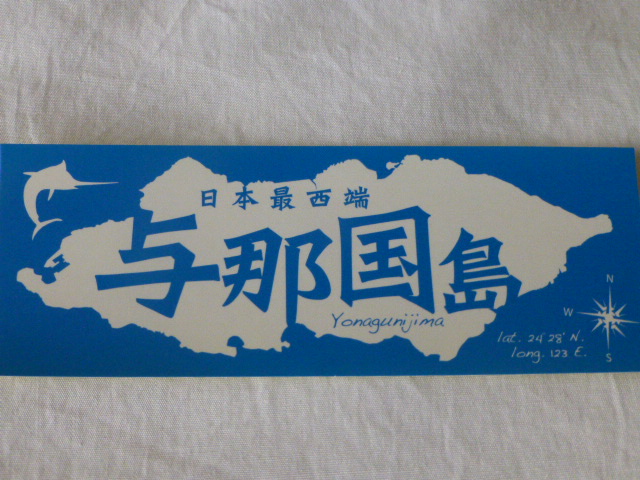 日本最西端
与那国島
Yonagunijima
lat. 24°28' N.
long. 123 E.
N
W
S